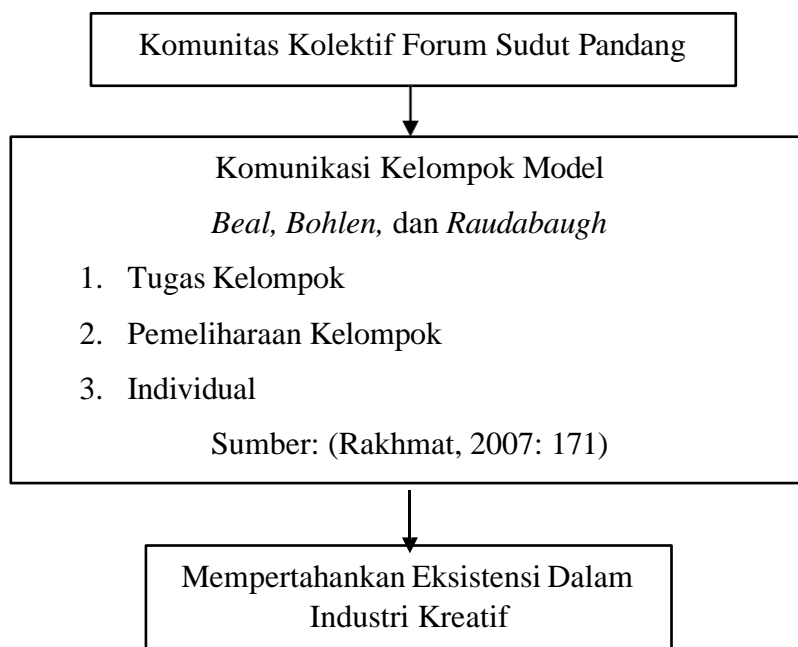 Komunitas Kolektif Forum Sudut Pandang
Komunikasi Kelompok Model
Beal, Bohlen, dan Raudabaugh
1. Tugas Kelompok
2. Pemeliharaan Kelompok
3. Individual
Sumber: (Rakhmat, 2007: 171)
Mempertahankan Eksistensi Dalam
Industri Kreatif